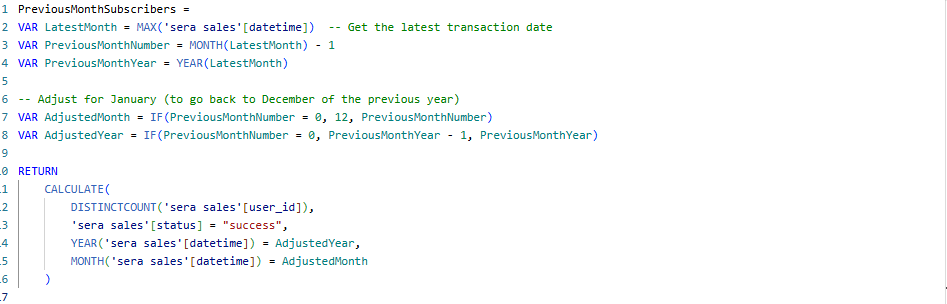 1 PreviousMonthSubscribers =
2 VAR LatestMonth = MAX('sera sales'[datetime])  -- Get the latest transaction date
3 VAR PreviousMonthNumber = MONTH(LatestMonth) - 1
4 VAR PreviousMonthYear = YEAR(LatestMonth)
5
6 -- Adjust for January (to go back to December of the previous year)
7 VAR AdjustedMonth = IF(PreviousMonthNumber = 0, 12, PreviousMonthNumber)
8 VAR AdjustedYear = IF(PreviousMonthNumber = 0, PreviousMonthYear - 1, PreviousMonthYear)
9
.0 RETURN
.1     CALCULATE(
.2         DISTINCTCOUNT('sera sales'[user_id]),
.3         'sera sales'[status] = "success",
.4         YEAR('sera sales'[datetime]) = AdjustedYear,
.5         MONTH('sera sales'[datetime]) = AdjustedMonth
.6     )
.7